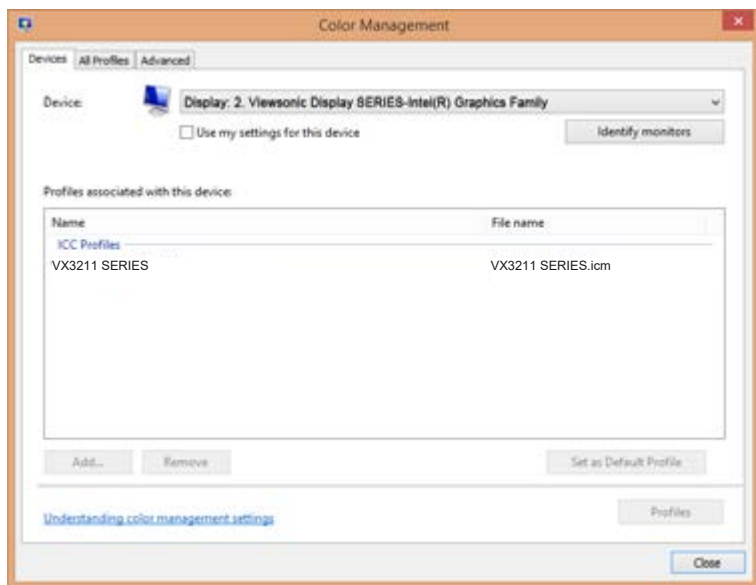 Color Management
Devices All Profiles Advanced
Device: Display: 2. Viewsonic Display SERIES-Intel(R) Graphics Family
Use my settings for this device Identify monitors
Profiles associated with this device:
Name File name
ICC Profiles
VX3211 SERIES VX3211 SERIES.icm
Add... Remove Set as Default Profile
Understanding color management settings Profiles
Close